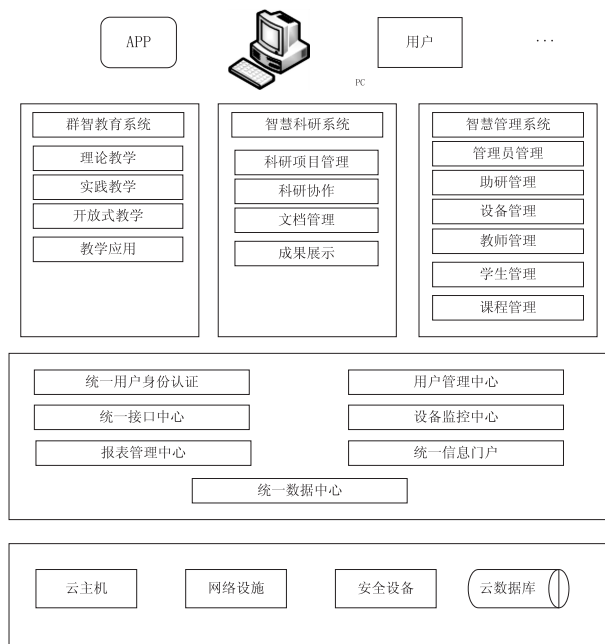 APP
用户
···
PC
群智教育系统
理论教学
实践教学
开放式教学
教学应用
智慧科研系统
科研项目管理
科研协作
文档管理
成果展示
智慧管理系统
管理员管理
助研管理
设备管理
教师管理
学生管理
课程管理
统一用户身份认证
用户管理中心
统一接口中心
设备监控中心
报表管理中心
统一信息门户
统一数据中心
云主机
网络设施
安全设备
云数据库